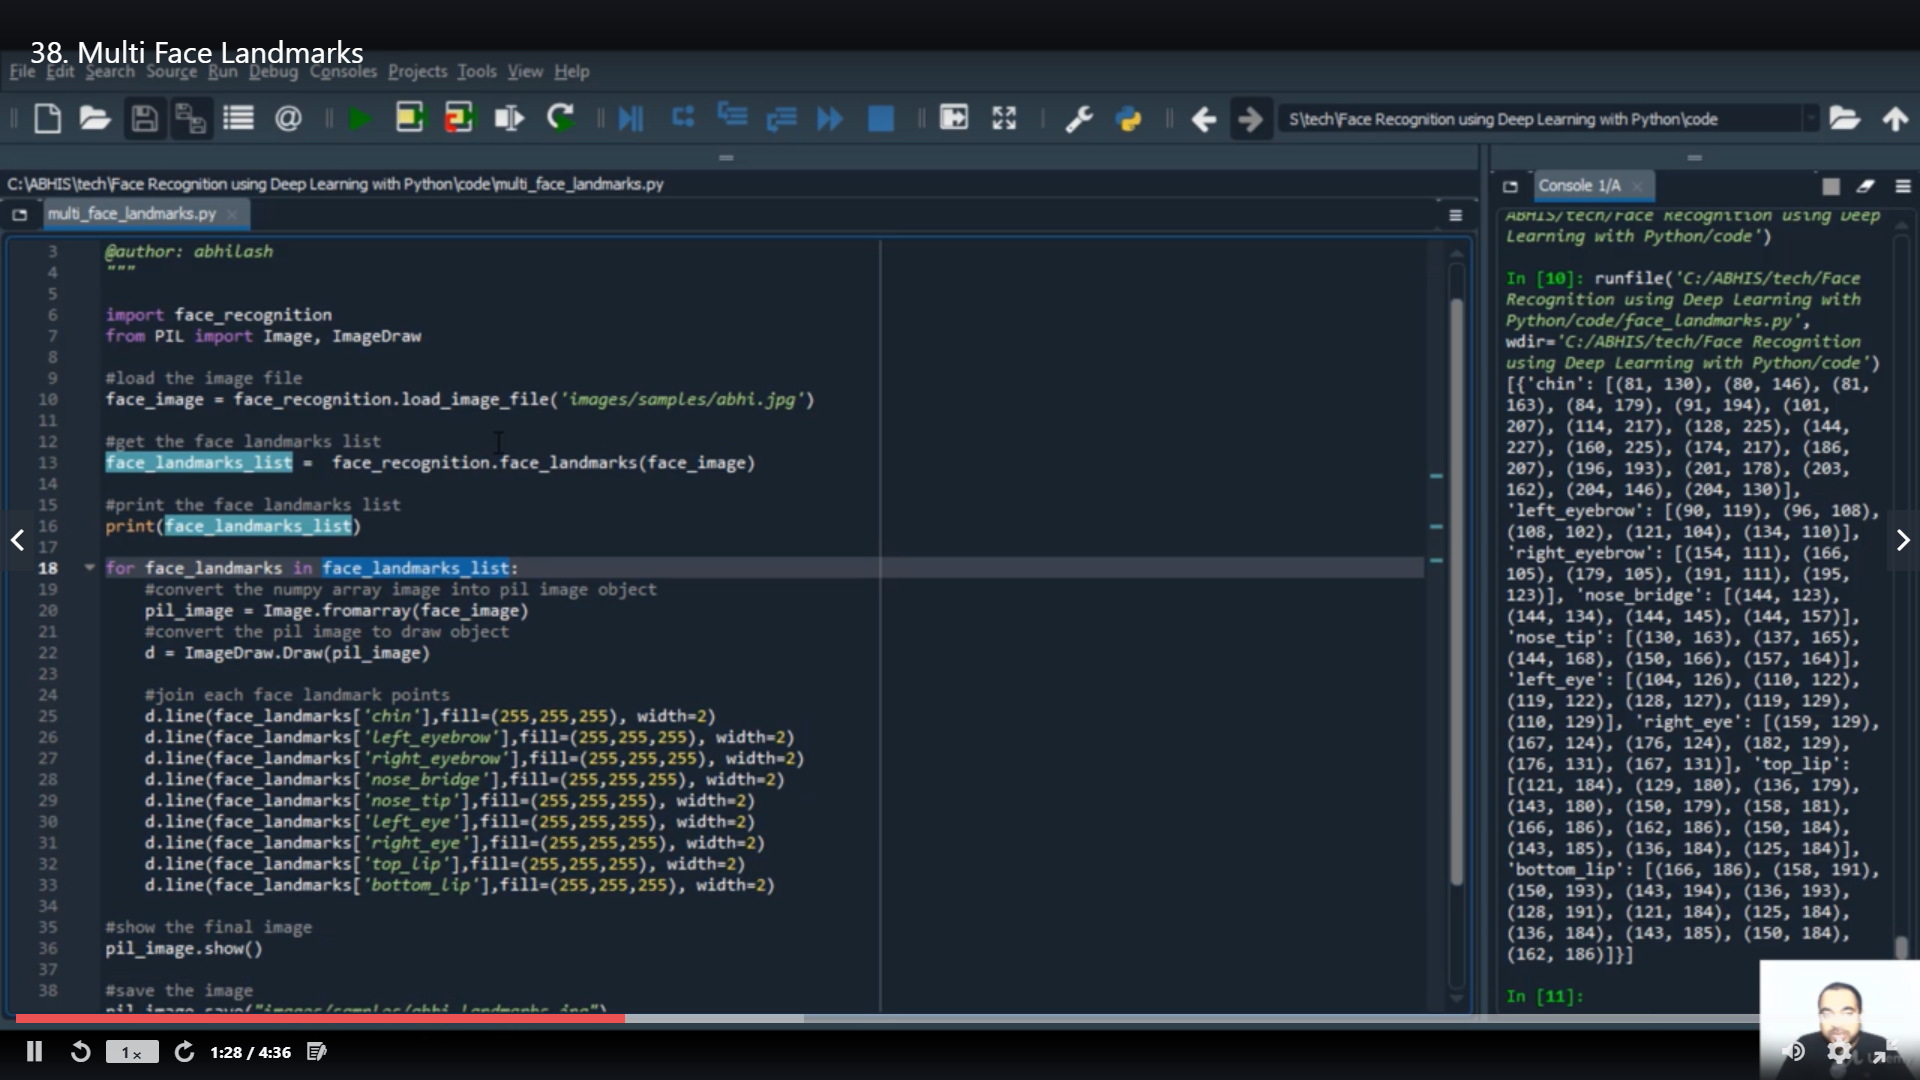 38. Multi Face Landmarks
File Edit Search Source Run Debug Consoles Projects Tools View Help
S\tech\Face Recognition using Deep Learning with Python\code
C:\ABHIS\tech\Face Recognition using Deep Learning with Python\code\multi_face_landmarks.py
multi_face_landmarks.py
3 @author: abhilash
4 """
5
6 import face_recognition
7 from PIL import Image, ImageDraw
8
9 #load the image file
10 face_image = face_recognition.load_image_file('images/samples/abhi.jpg')
11
12 #get the face landmarks list
13 face_landmarks_list =  face_recognition.face_landmarks(face_image)
14
15 #print the face landmarks list
16 print(face_landmarks_list)
17
18 for face_landmarks in face_landmarks_list:
19     #convert the numpy array image into pil image object
20     pil_image = Image.fromarray(face_image)
21     #convert the pil image to draw object
22     d = ImageDraw.Draw(pil_image)
23
24     #join each face landmark points
25     d.line(face_landmarks['chin'],fill=(255,255,255), width=2)
26     d.line(face_landmarks['left_eyebrow'],fill=(255,255,255), width=2)
27     d.line(face_landmarks['right_eyebrow'],fill=(255,255,255), width=2)
28     d.line(face_landmarks['nose_bridge'],fill=(255,255,255), width=2)
29     d.line(face_landmarks['nose_tip'],fill=(255,255,255), width=2)
30     d.line(face_landmarks['left_eye'],fill=(255,255,255), width=2)
31     d.line(face_landmarks['right_eye'],fill=(255,255,255), width=2)
32     d.line(face_landmarks['top_lip'],fill=(255,255,255), width=2)
33     d.line(face_landmarks['bottom_lip'],fill=(255,255,255), width=2)
34
35 #show the final image
36 pil_image.show()
37
38 #save the image
pil_image.save("images/samples/abhi_landmarks.jpg")
Console 1/A
ABHIS/tech/Face Recognition using Deep
Learning with Python/code')
In [10]: runfile('C:/ABHIS/tech/Face
Recognition using Deep Learning with
Python/code/face_landmarks.py',
wdir='C:/ABHIS/tech/Face Recognition
using Deep Learning with Python/code')
[{'chin': [(81, 130), (80, 146), (81,
163), (84, 179), (91, 194), (101,
207), (114, 217), (128, 225), (144,
227), (160, 225), (174, 217), (186,
207), (196, 193), (201, 178), (203,
162), (204, 146), (204, 130)],
'left_eyebrow': [(90, 119), (96, 108),
(108, 102), (121, 104), (134, 110)],
'right_eyebrow': [(154, 111), (166,
105), (179, 105), (191, 111), (195,
123)], 'nose_bridge': [(144, 123),
(144, 134), (144, 145), (144, 157)],
'nose_tip': [(130, 163), (137, 165),
(144, 168), (150, 166), (157, 164)],
'left_eye': [(104, 126), (110, 122),
(119, 122), (128, 127), (119, 129),
(110, 129)], 'right_eye': [(159, 129),
(167, 124), (176, 124), (182, 129),
(176, 131), (167, 131)], 'top_lip':
[(121, 184), (129, 180), (136, 179),
(143, 180), (150, 179), (158, 181),
(166, 186), (162, 186), (150, 184),
(143, 185), (136, 184), (125, 184)],
'bottom_lip': [(166, 186), (158, 191),
(150, 193), (143, 194), (136, 193),
(128, 191), (121, 184), (125, 184),
(136, 184), (143, 185), (150, 184),
(162, 186)]}]
In [11]:
1x
1:28 / 4:36